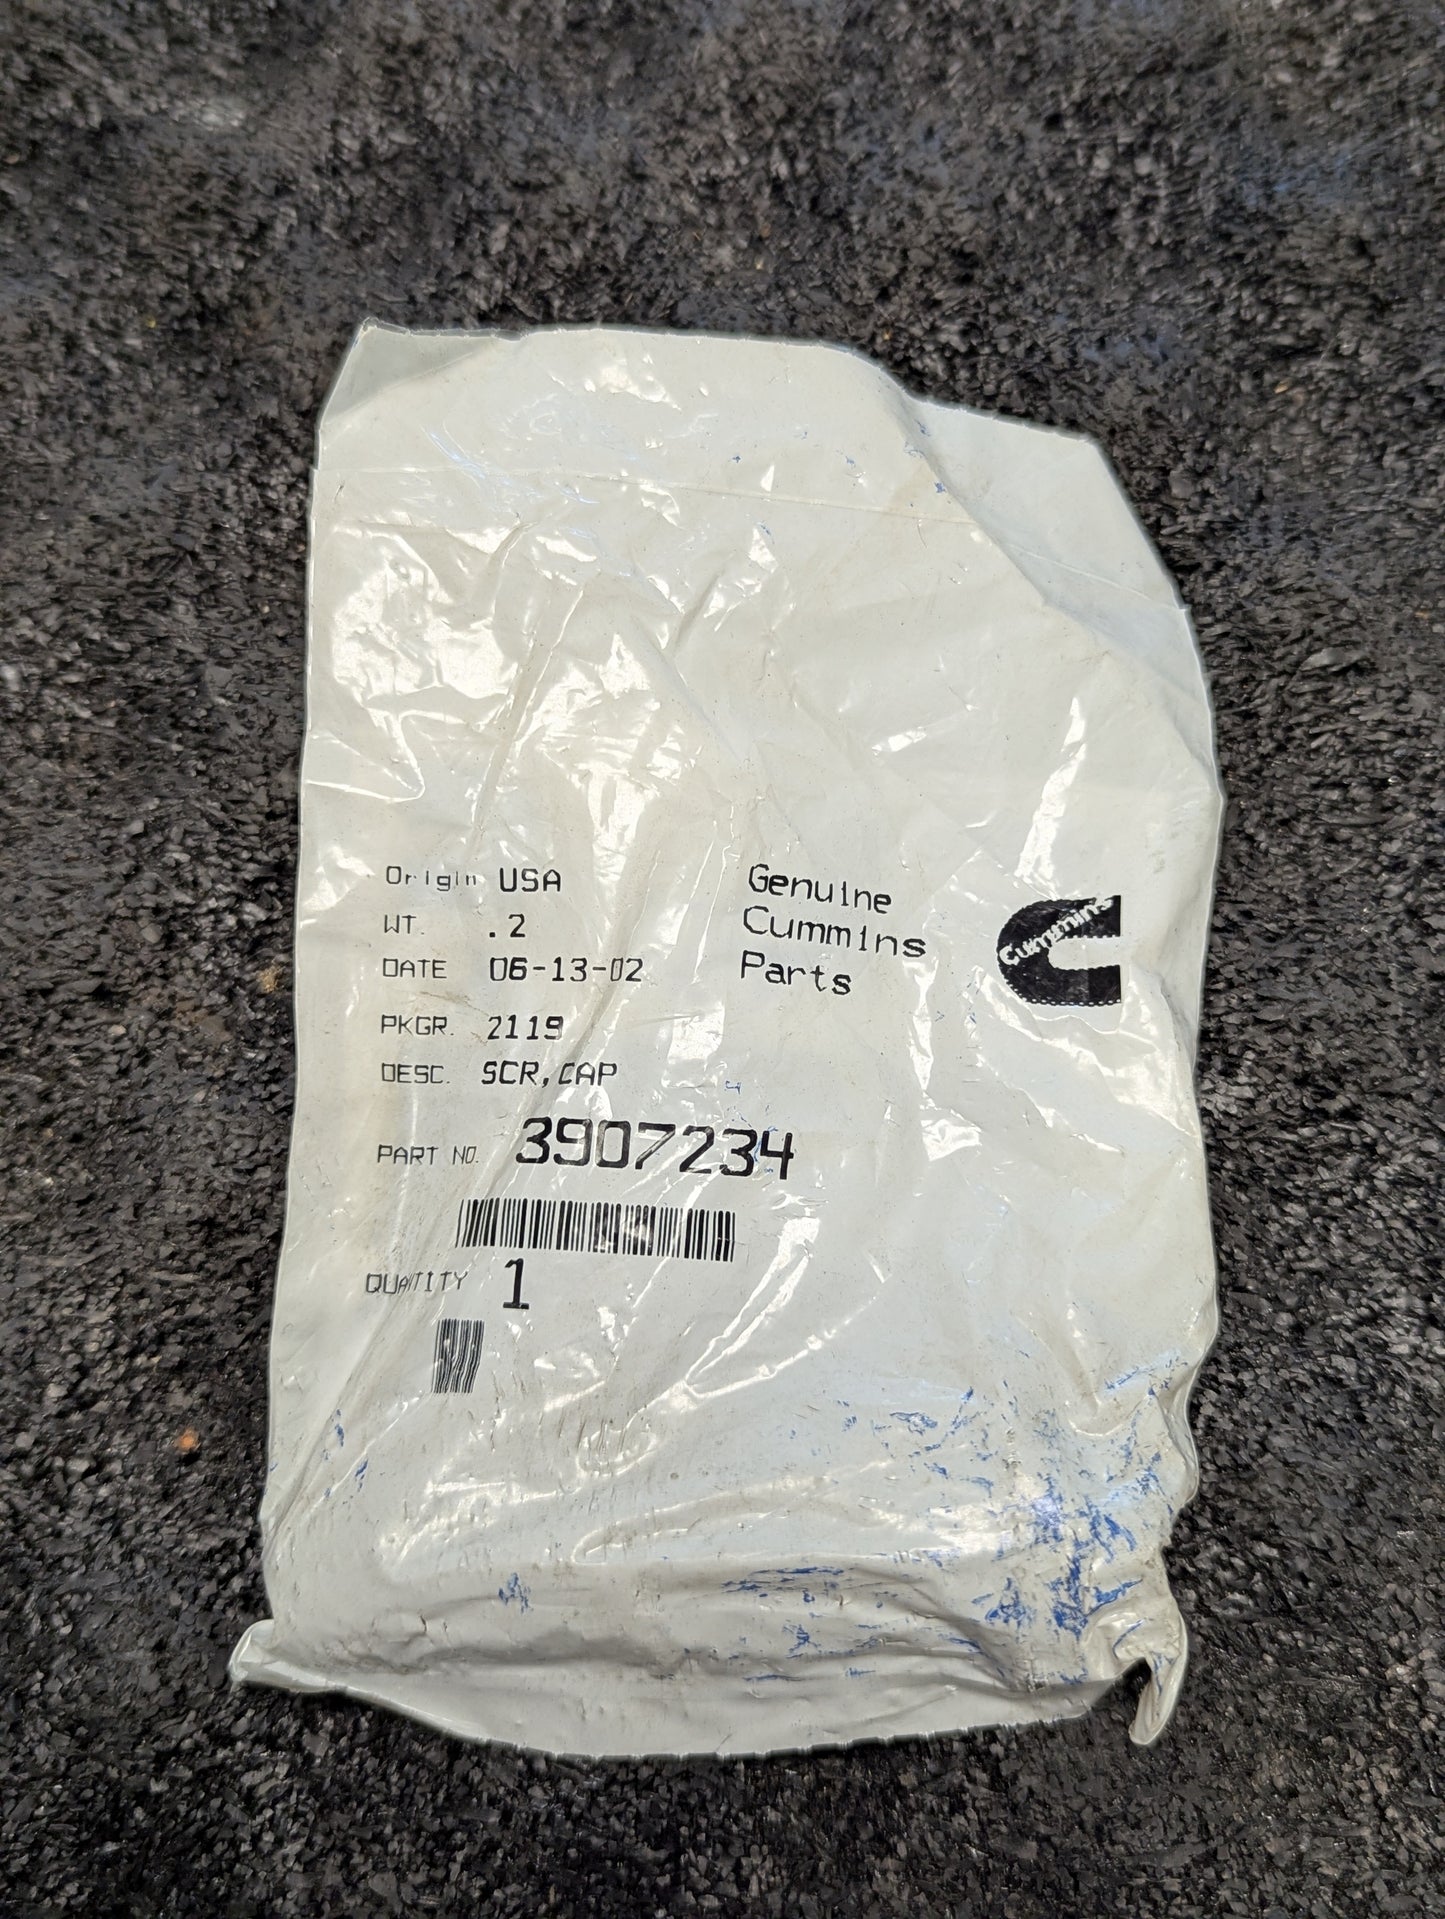 Origin USA
WT. .2
DATE 06-13-02
PKGR. 2119
DESC. SCR,CAP
PART NO. 3907234
QUANTITY 1
Genuine
Cummins
Parts
Cummins